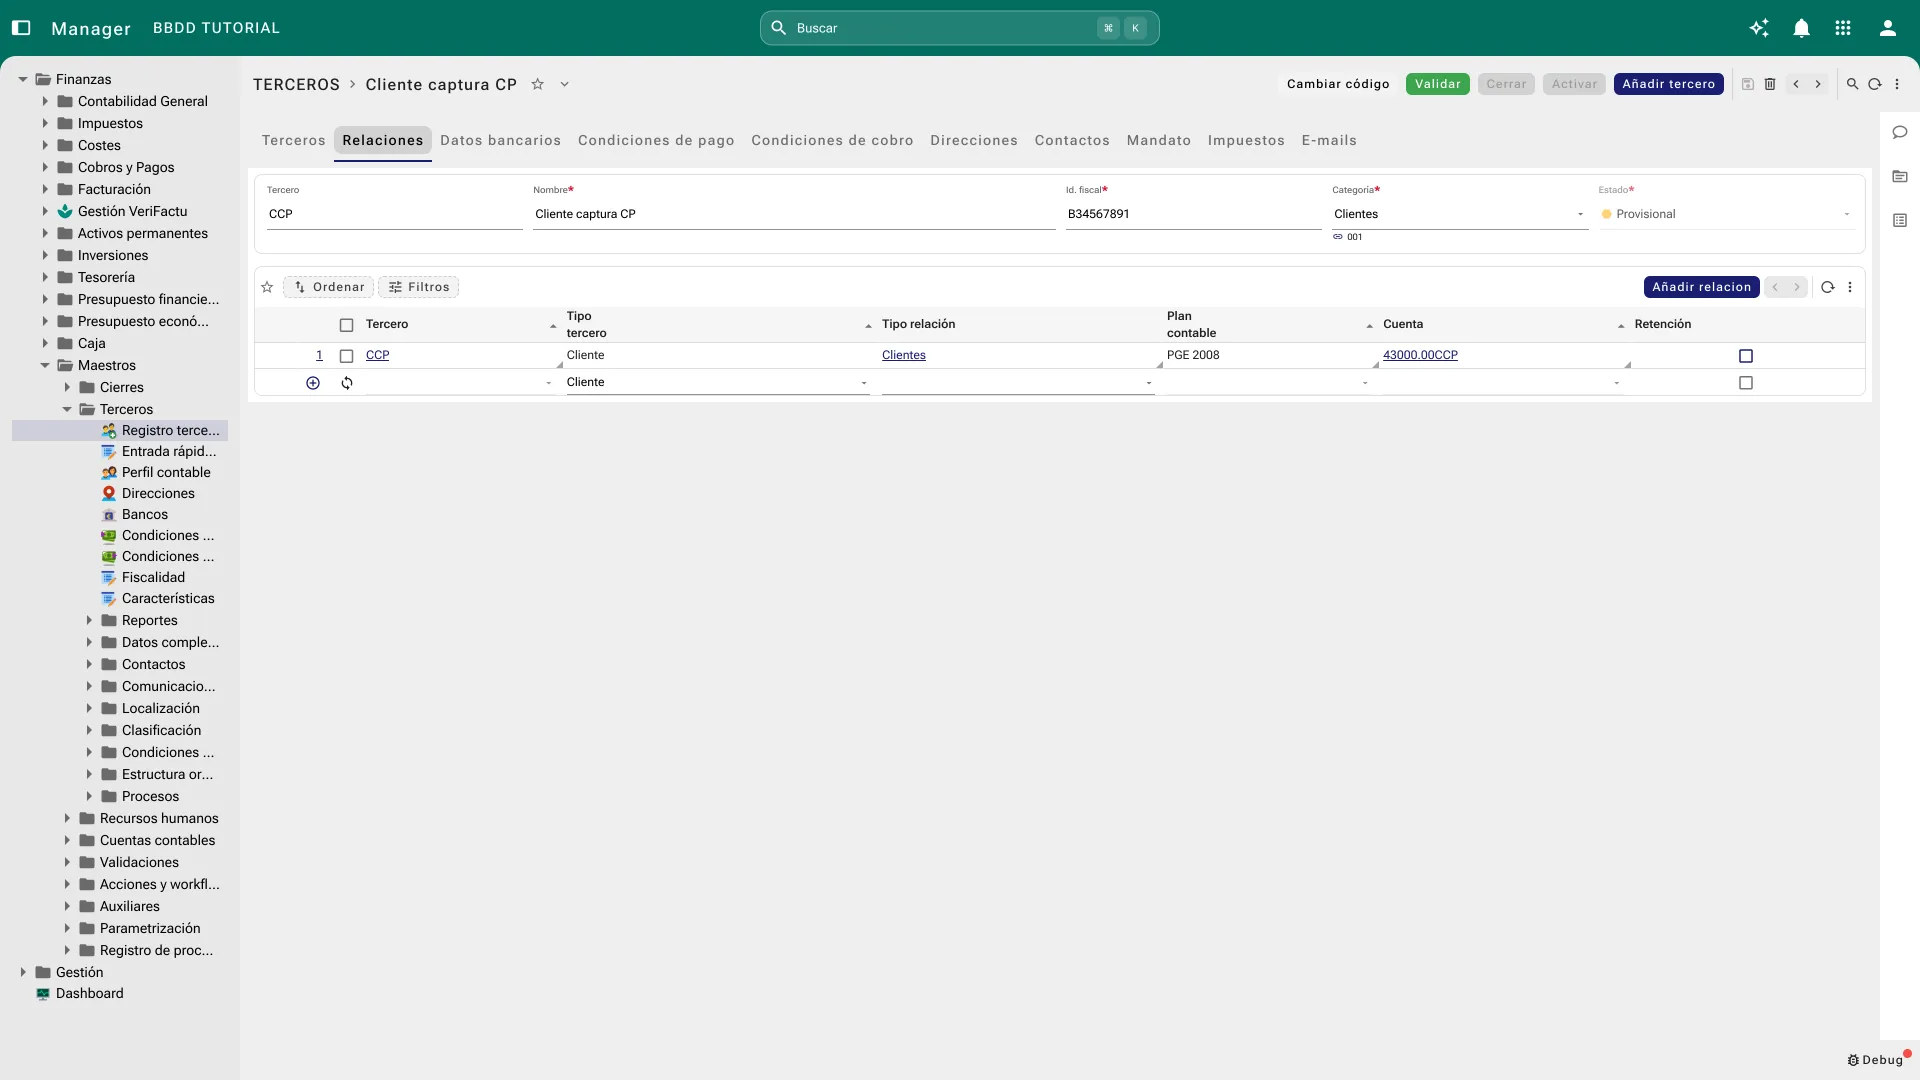 Manager
BBDD TUTORIAL
Buscar
⌘ K
Finanzas
Contabilidad General
Impuestos
Costes
Cobros y Pagos
Facturación
Gestión VeriFactu
Activos permanentes
Inversiones
Tesorería
Presupuesto financie...
Presupuesto econó...
Caja
Maestros
Cierres
Terceros
Registro terce...
Entrada rápid...
Perfil contable
Direcciones
Bancos
Condiciones ...
Condiciones ...
Fiscalidad
Características
Reportes
Datos comple...
Contactos
Comunicacio...
Localización
Clasificación
Condiciones ...
Estructura or...
Procesos
Recursos humanos
Cuentas contables
Validaciones
Acciones y workfl...
Auxiliares
Parametrización
Registro de proc...
Gestión
Dashboard
TERCEROS > Cliente captura CP
Cambiar código Validar Cerrar Activar Añadir tercero
Terceros Relaciones Datos bancarios Condiciones de pago Condiciones de cobro Direcciones Contactos Mandato Impuestos E-mails
Tercero Nombre* Id. fiscal* Categoría* Estado*
CCP Cliente captura CP B34567891 Clientes Provisional
001
Ordenar Filtros Añadir relacion
Tercero Tipo tercero Tipo relación Plan contable Cuenta Retención
1 CCP Cliente Clientes PGE 2008 43000.00CCP
Cliente
Debug